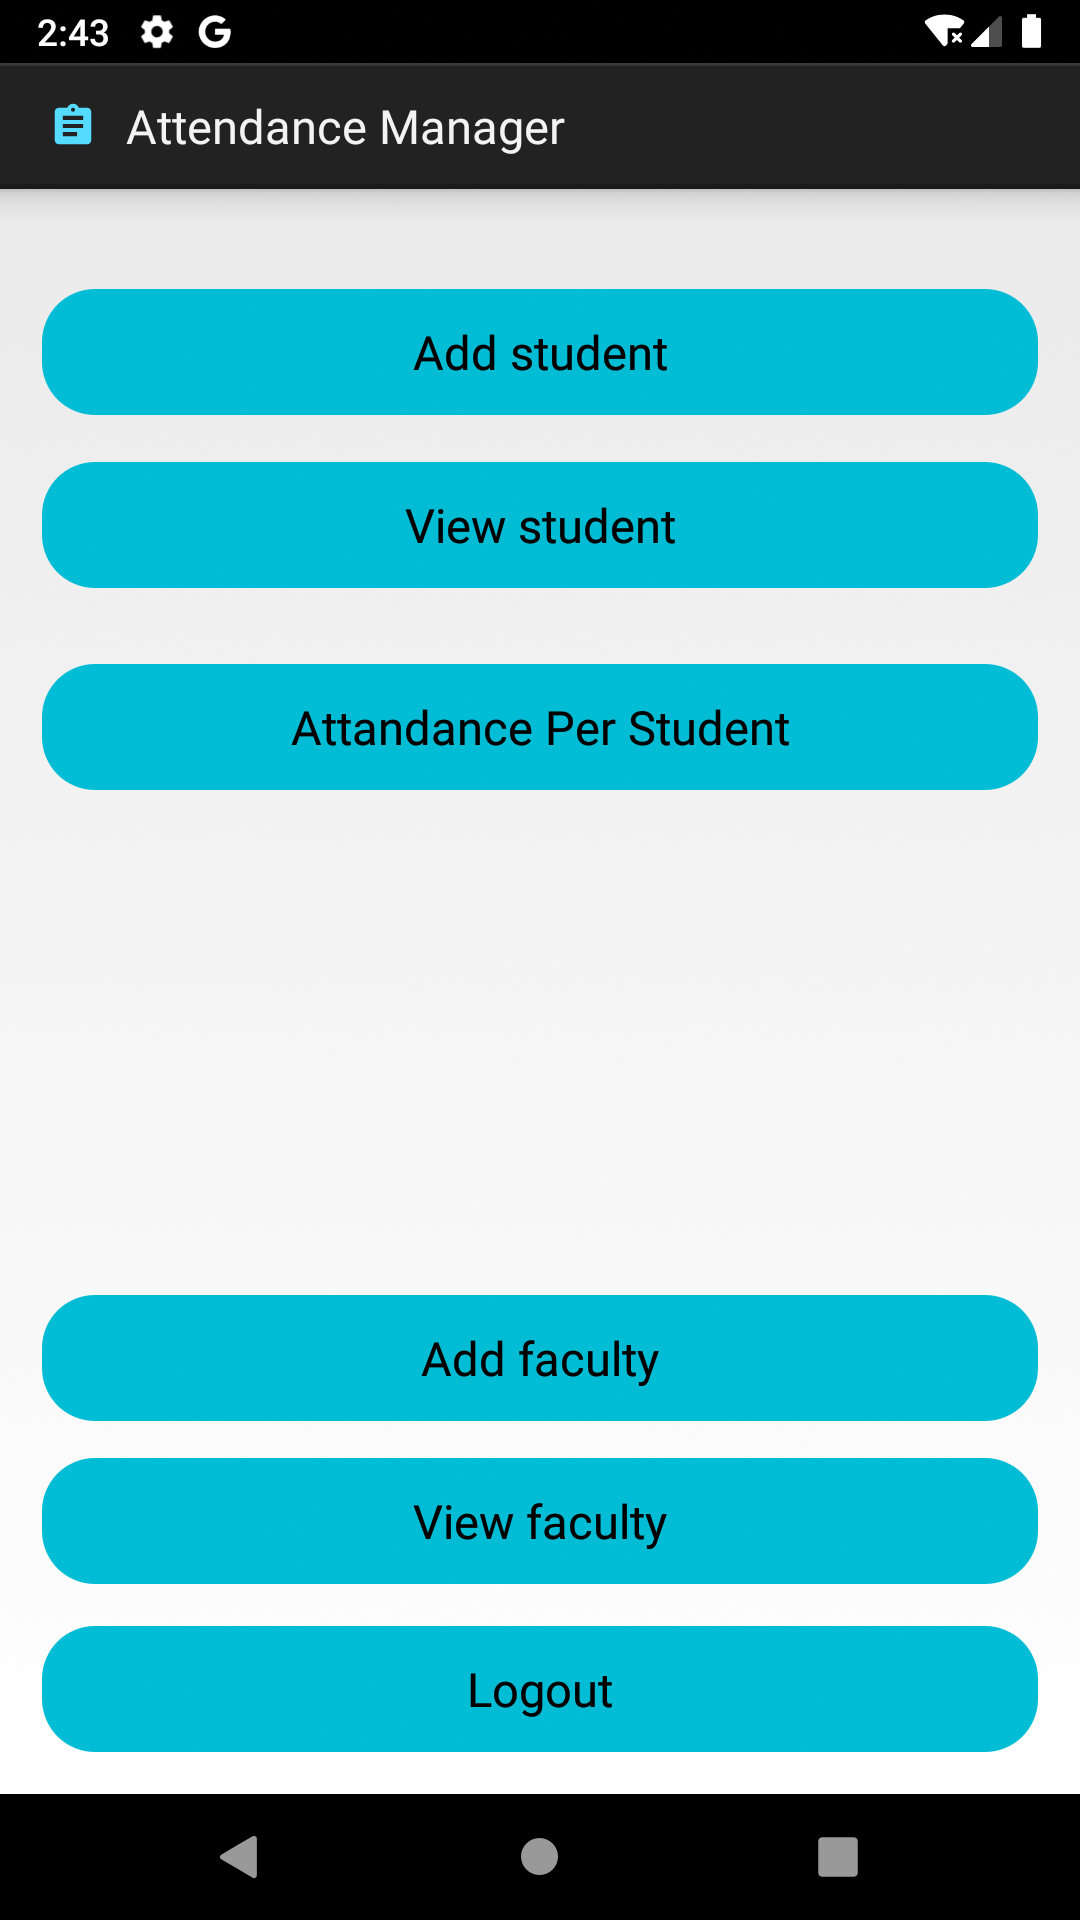 2:43
Attendance Manager
Add student
View student
Attandance Per Student
Add faculty
View faculty
Logout